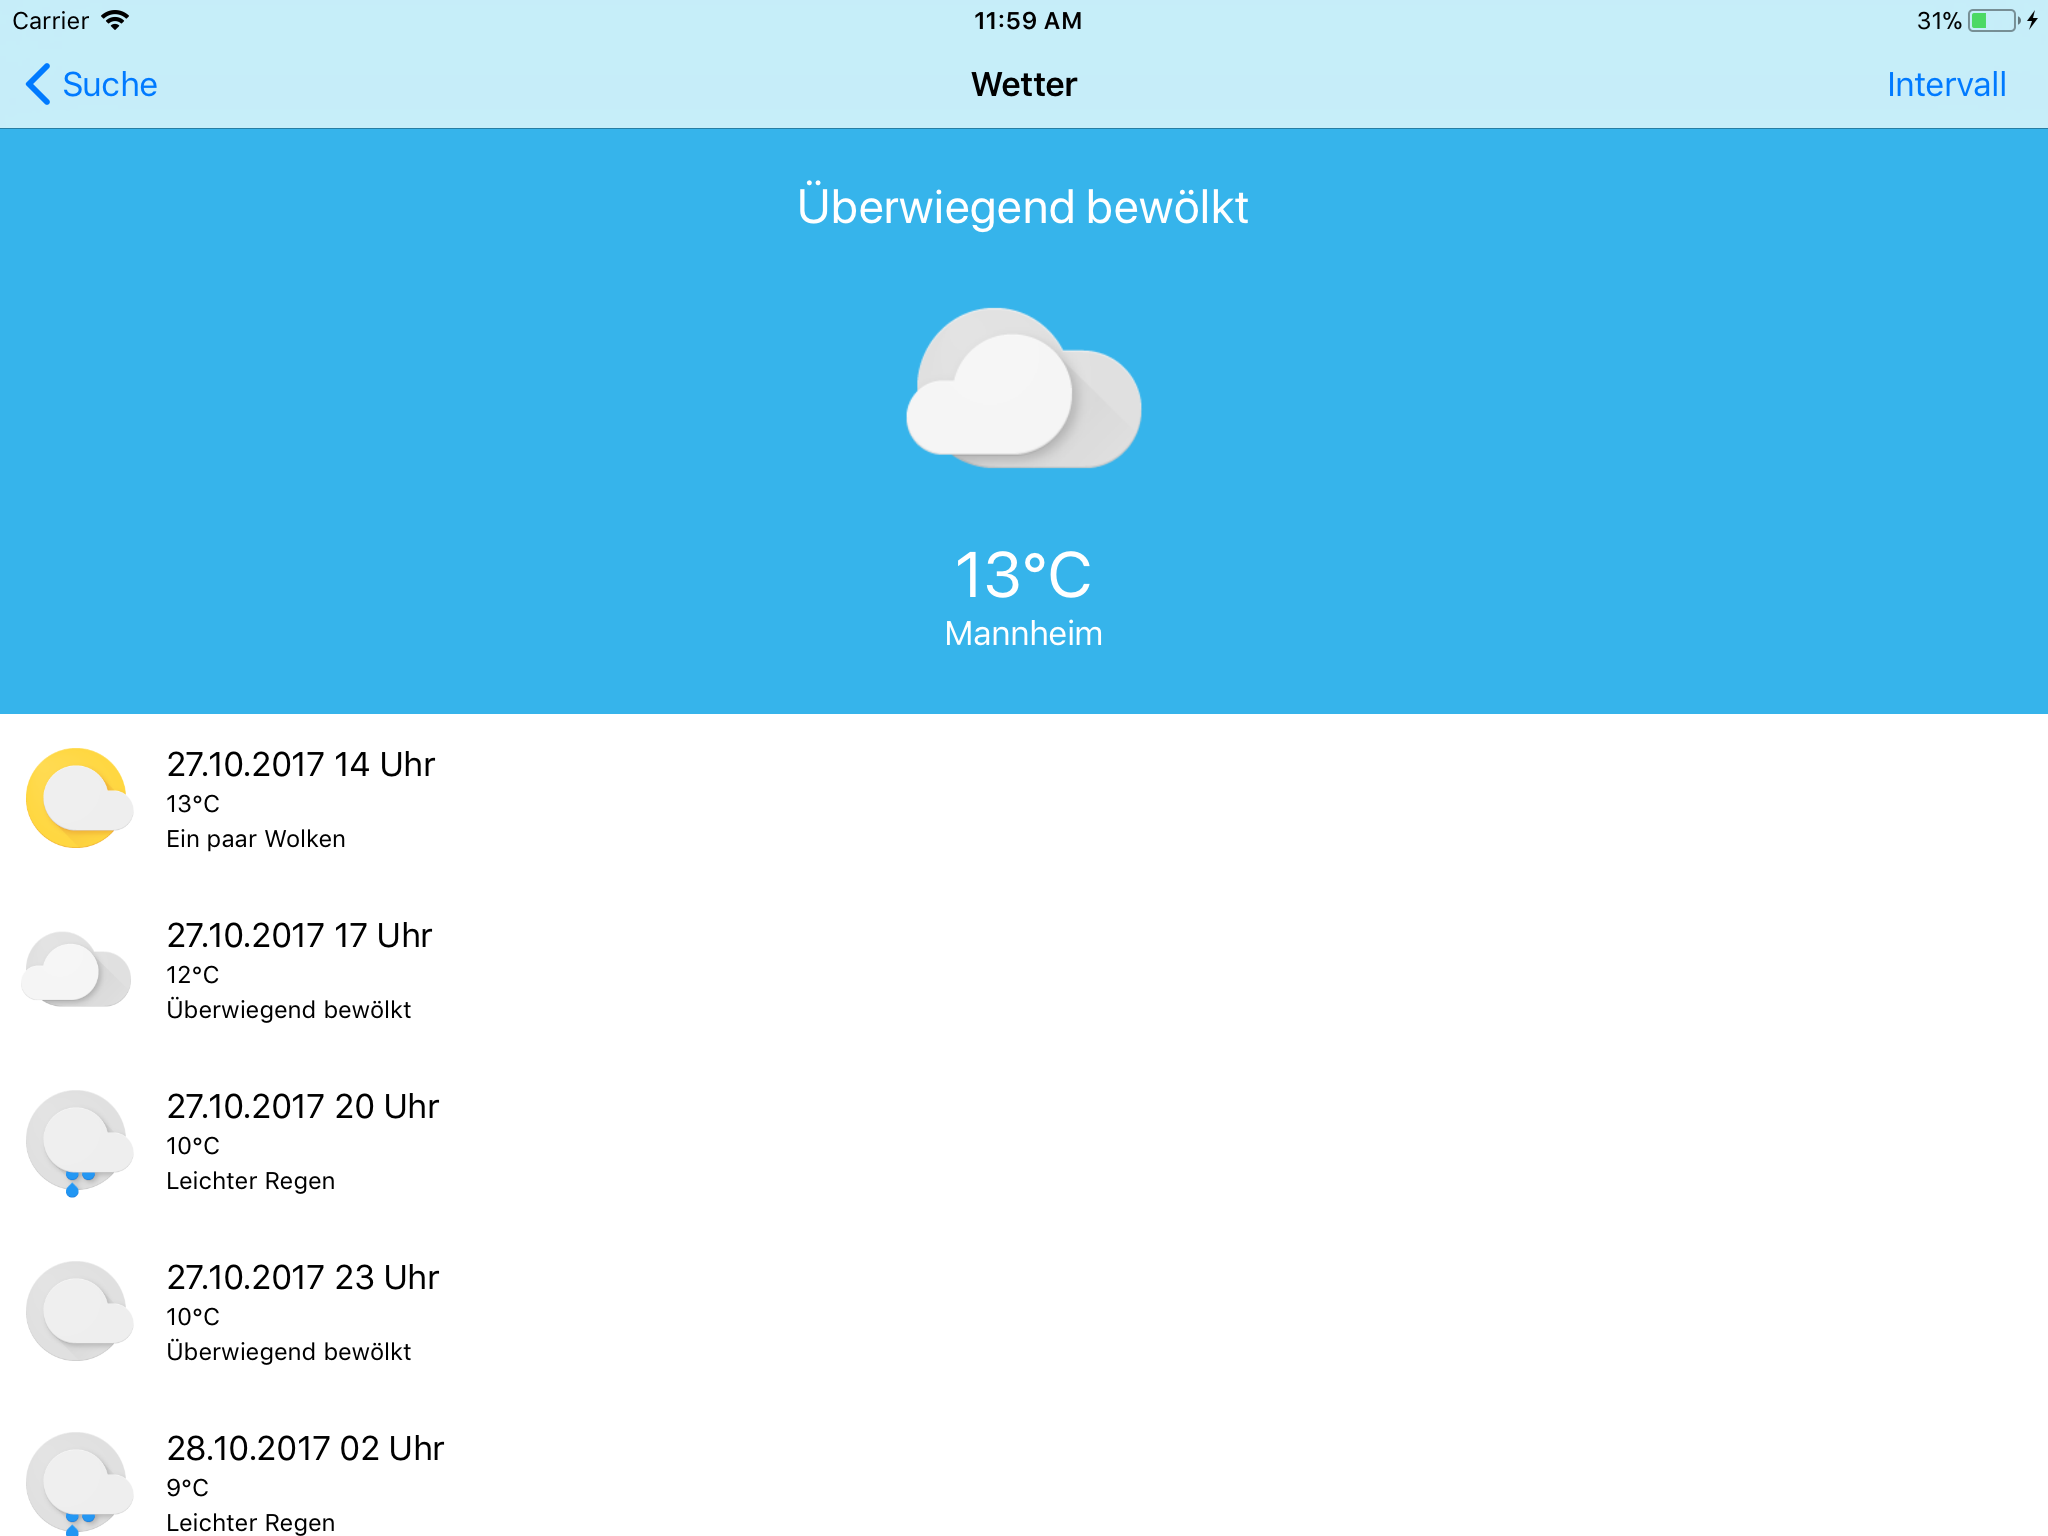 Carrier 11:59 AM 31%
Suche Wetter Intervall
Überwiegend bewölkt
13°C
Mannheim
27.10.2017 14 Uhr
13°C
Ein paar Wolken
27.10.2017 17 Uhr
12°C
Überwiegend bewölkt
27.10.2017 20 Uhr
10°C
Leichter Regen
27.10.2017 23 Uhr
10°C
Überwiegend bewölkt
28.10.2017 02 Uhr
9°C
Leichter Regen